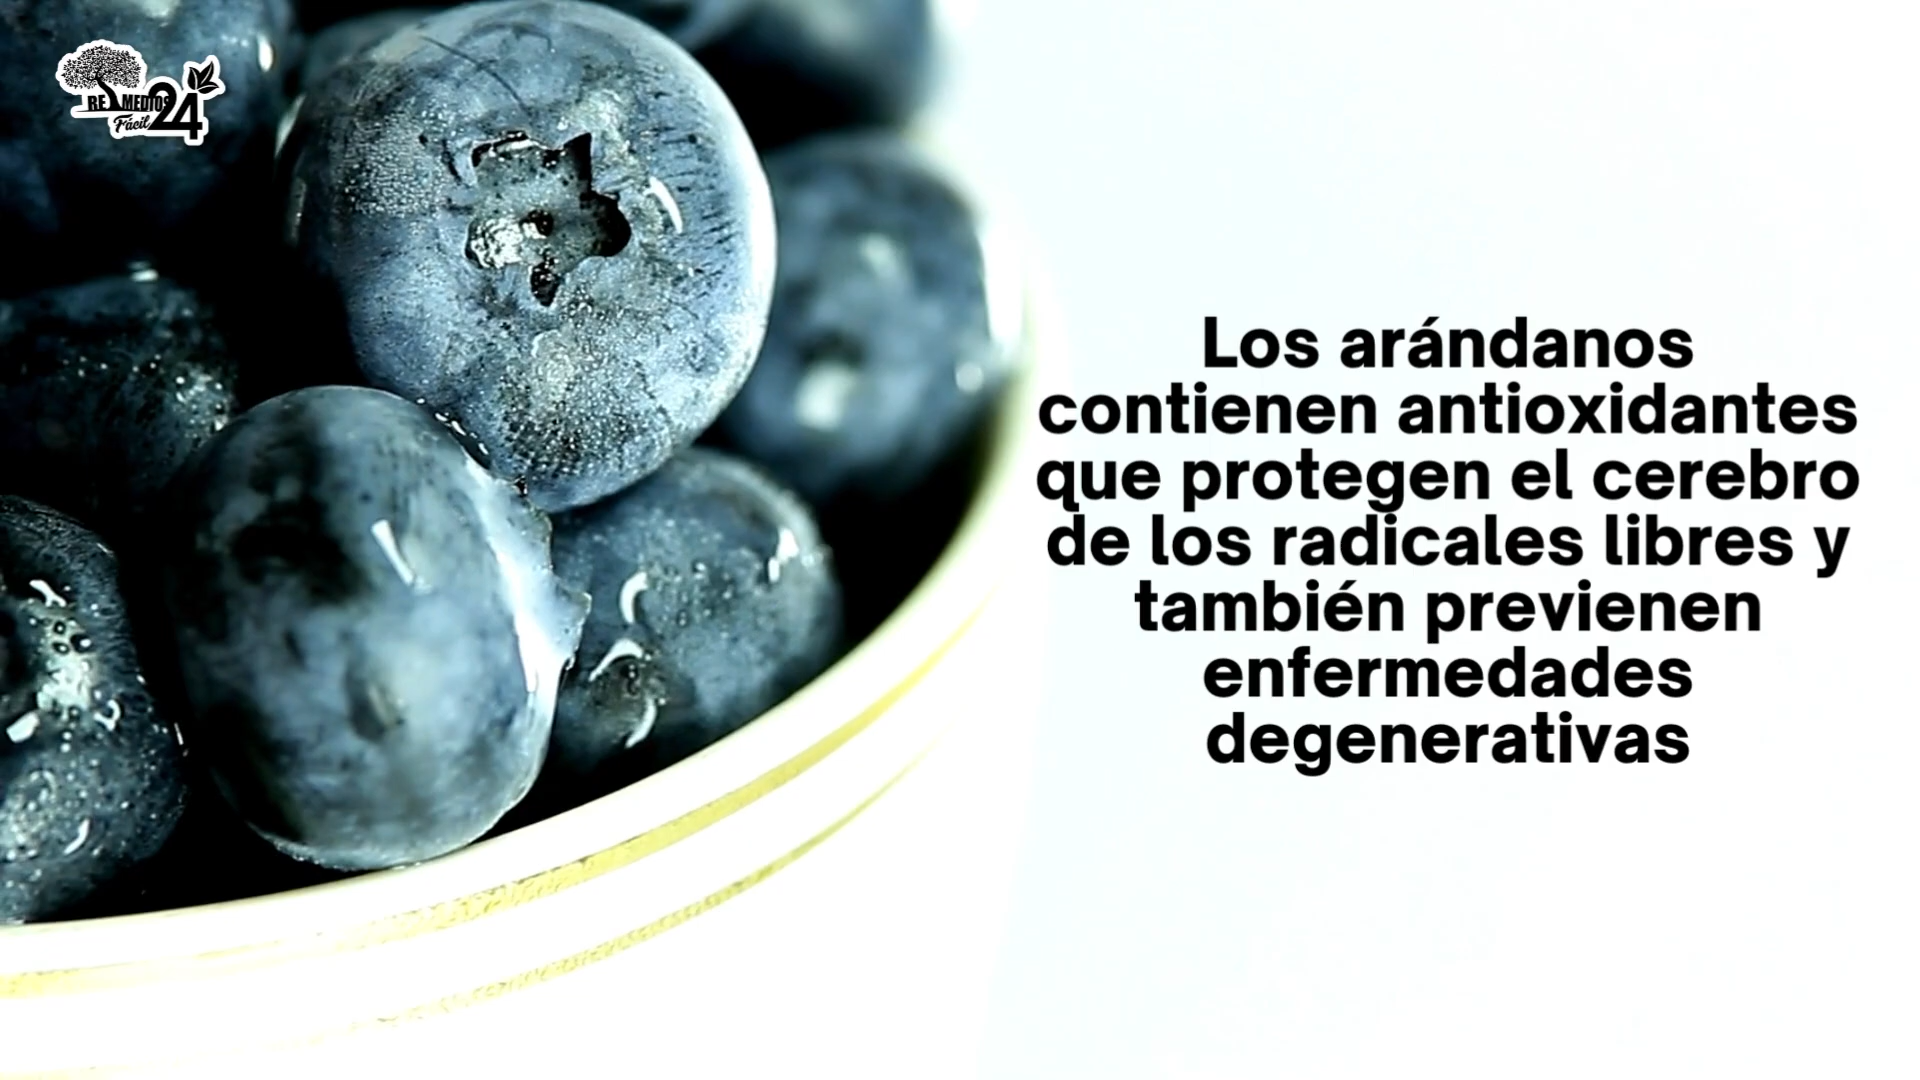 REMEDIOS
Fácil 24
Los arándanos
contienen antioxidantes
que protegen el cerebro
de los radicales libres y
también previenen
enfermedades
degenerativas